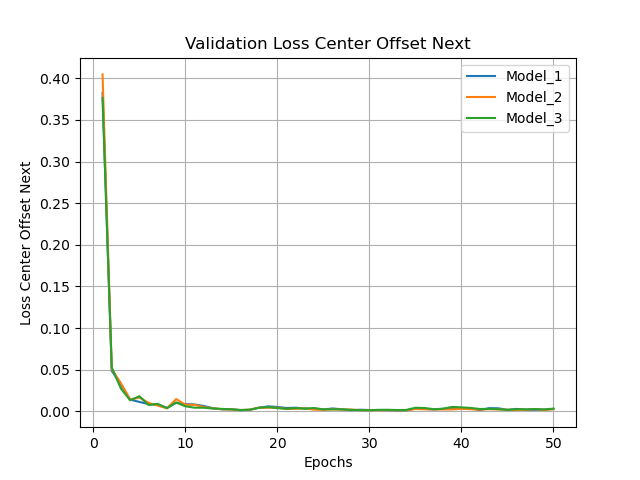 Validation Loss Center Offset Next
Loss Center Offset Next
0.40
0.35
0.30
0.25
0.20
0.15
0.10
0.05
0.00
Model_1
Model_2
Model_3
0
10
20
30
40
50
Epochs